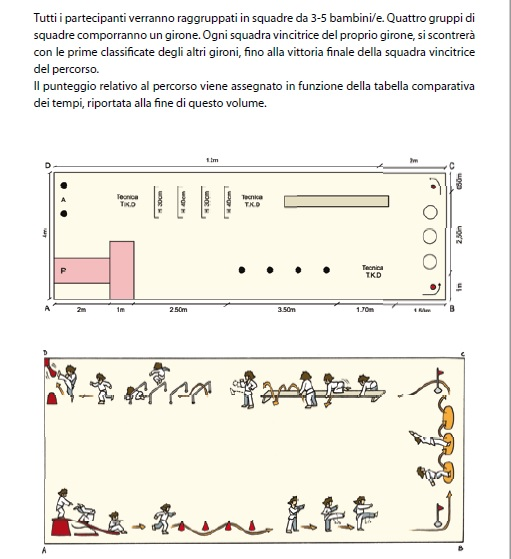 Tutti i partecipanti verranno raggruppati in squadre da 3-5 bambini/e. Quattro gruppi di
squadre comporranno un girone. Ogni squadra vincitrice del proprio girone, si scontrerà
con le prime classificate degli altri gironi, fino alla vittoria finale della squadra vincitrice
del percorso.
Il punteggio relativo al percorso viene assegnato in funzione della tabella comparativa
dei tempi, riportata alla fine di questo volume.
D
C
2m
A
Tecnica
TK.D
Tecnica
T.K.D
2,50m
4m
P
Tecnica
TKD
1m
A
2m
1m
2.50m
3.50m
1.70m
B
D
C
A
B